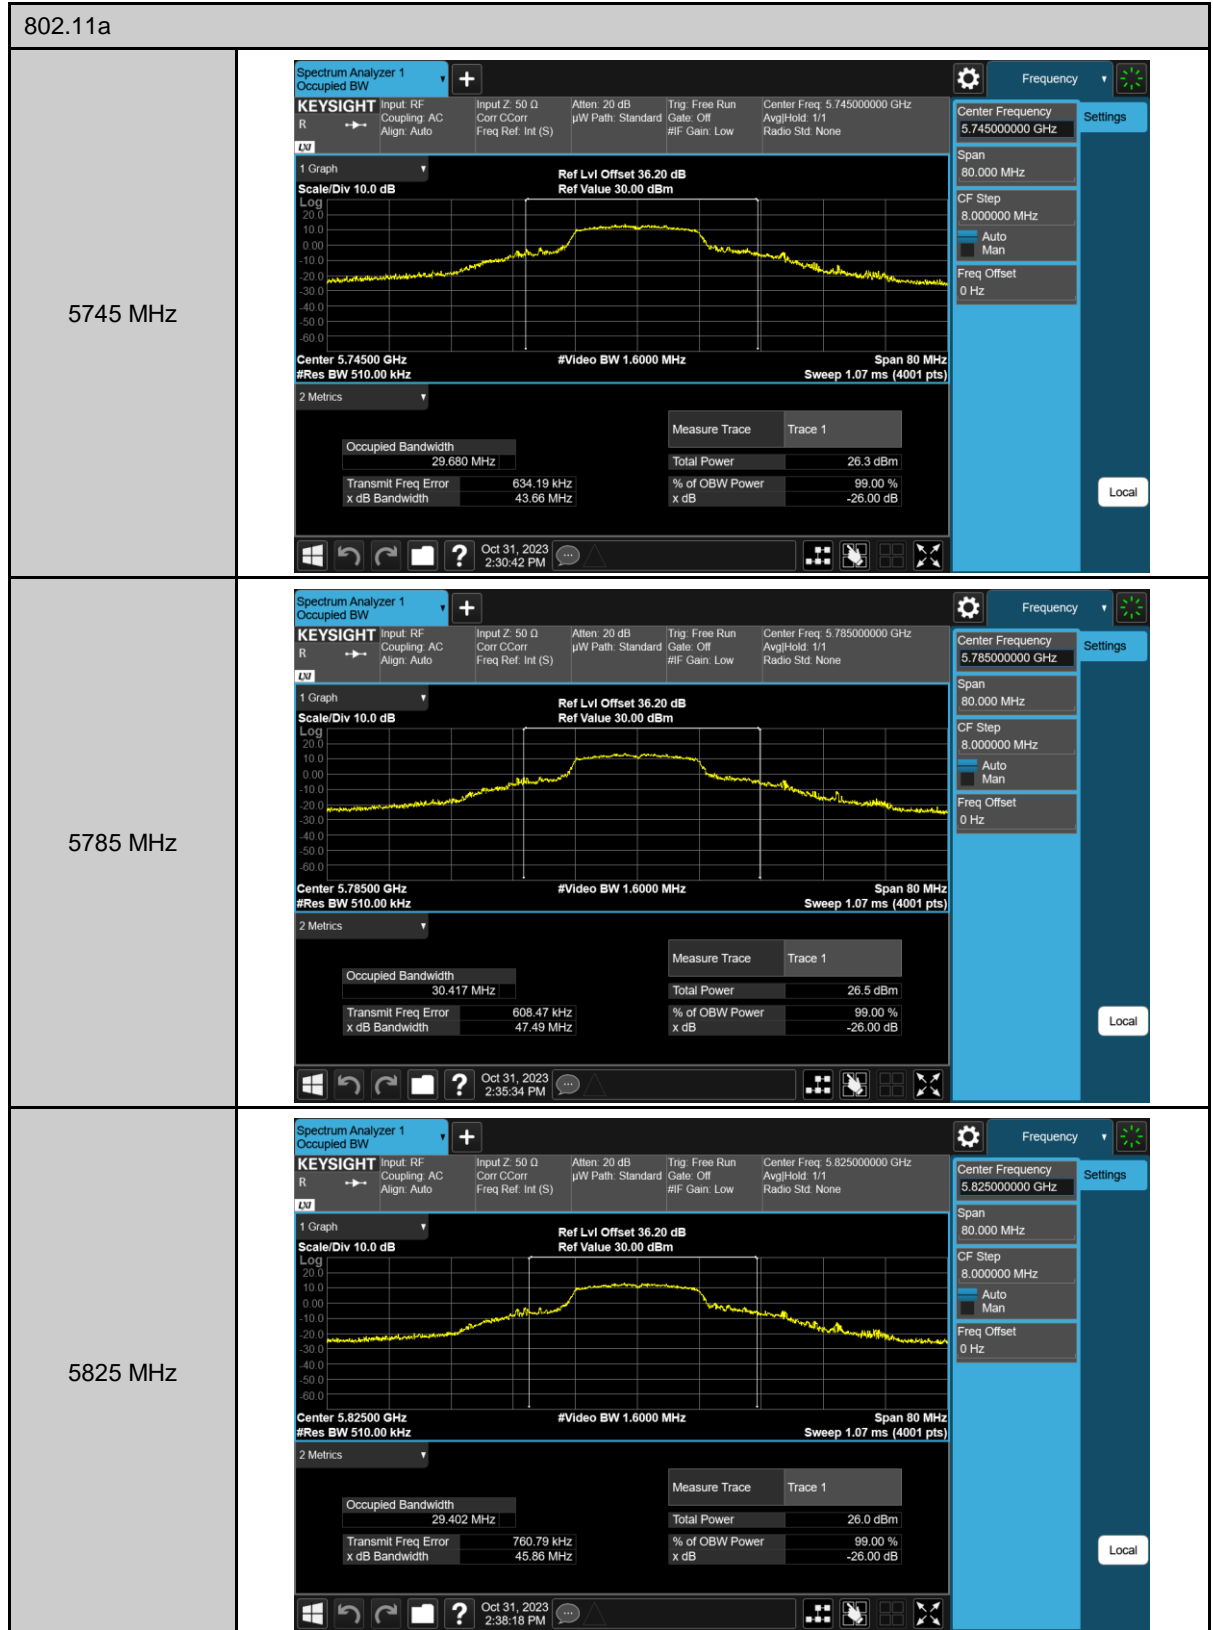 802.11a
5745 MHz
Spectrum Analyzer 1
Occupied BW
Frequency
KEYSIGHT
R
LXI
Input: RF
Coupling: AC
Align: Auto
Input Z: 50 Ω
Corr CCorr
Freq Ref: Int (S)
Atten: 20 dB
µW Path: Standard
Trig: Free Run
Gate: Off
#IF Gain: Low
Center Freq: 5.745000000 GHz
Avg|Hold: 1/1
Radio Std: None
Center Frequency
5.745000000 GHz
Settings
Span
80.000 MHz
CF Step
8.000000 MHz
Auto
Man
Freq Offset
0 Hz
Local
1 Graph
Scale/Div 10.0 dB
Ref Lvl Offset 36.20 dB
Ref Value 30.00 dBm
Log
20.0
10.0
0.00
-10.0
-20.0
-30.0
-40.0
-50.0
-60.0
Center 5.74500 GHz
#Video BW 1.6000 MHz
Span 80 MHz
#Res BW 510.00 kHz
Sweep 1.07 ms (4001 pts)
2 Metrics
Measure Trace Trace 1
Occupied Bandwidth
29.680 MHz
Total Power 26.3 dBm
Transmit Freq Error 634.19 kHz
% of OBW Power 99.00 %
x dB Bandwidth 43.66 MHz
x dB -26.00 dB
?
Oct 31, 2023
2:30:42 PM
5785 MHz
Spectrum Analyzer 1
Occupied BW
Frequency
KEYSIGHT
R
LXI
Input: RF
Coupling: AC
Align: Auto
Input Z: 50 Ω
Corr CCorr
Freq Ref: Int (S)
Atten: 20 dB
µW Path: Standard
Trig: Free Run
Gate: Off
#IF Gain: Low
Center Freq: 5.785000000 GHz
Avg|Hold: 1/1
Radio Std: None
Center Frequency
5.785000000 GHz
Settings
Span
80.000 MHz
CF Step
8.000000 MHz
Auto
Man
Freq Offset
0 Hz
Local
1 Graph
Scale/Div 10.0 dB
Ref Lvl Offset 36.20 dB
Ref Value 30.00 dBm
Log
20.0
10.0
0.00
-10.0
-20.0
-30.0
-40.0
-50.0
-60.0
Center 5.78500 GHz
#Video BW 1.6000 MHz
Span 80 MHz
#Res BW 510.00 kHz
Sweep 1.07 ms (4001 pts)
2 Metrics
Measure Trace Trace 1
Occupied Bandwidth
30.417 MHz
Total Power 26.5 dBm
Transmit Freq Error 608.47 kHz
% of OBW Power 99.00 %
x dB Bandwidth 47.49 MHz
x dB -26.00 dB
?
Oct 31, 2023
2:35:34 PM
5825 MHz
Spectrum Analyzer 1
Occupied BW
Frequency
KEYSIGHT
R
LXI
Input: RF
Coupling: AC
Align: Auto
Input Z: 50 Ω
Corr CCorr
Freq Ref: Int (S)
Atten: 20 dB
µW Path: Standard
Trig: Free Run
Gate: Off
#IF Gain: Low
Center Freq: 5.825000000 GHz
Avg|Hold: 1/1
Radio Std: None
Center Frequency
5.825000000 GHz
Settings
Span
80.000 MHz
CF Step
8.000000 MHz
Auto
Man
Freq Offset
0 Hz
Local
1 Graph
Scale/Div 10.0 dB
Ref Lvl Offset 36.20 dB
Ref Value 30.00 dBm
Log
20.0
10.0
0.00
-10.0
-20.0
-30.0
-40.0
-50.0
-60.0
Center 5.82500 GHz
#Video BW 1.6000 MHz
Span 80 MHz
#Res BW 510.00 kHz
Sweep 1.07 ms (4001 pts)
2 Metrics
Measure Trace Trace 1
Occupied Bandwidth
29.402 MHz
Total Power 26.0 dBm
Transmit Freq Error 760.79 kHz
% of OBW Power 99.00 %
x dB Bandwidth 45.86 MHz
x dB -26.00 dB
?
Oct 31, 2023
2:38:18 PM